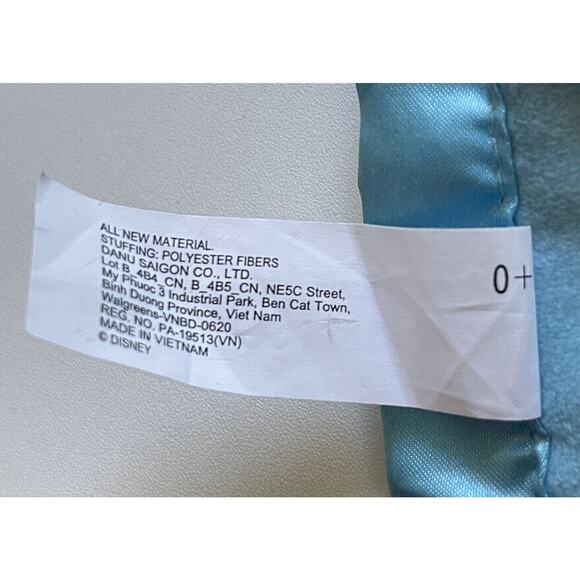 ALL NEW MATERIAL.
STUFFING: POLYESTER FIBERS
DANU SAIGON CO., LTD.
Lot B_4B4_CN, B_4B5_CN, NE5C Street,
My Phuoc 3 Industrial Park, Ben Cat Town,
Binh Duong Province, Viet Nam
Walgreens-VNBD-0620
REG. NO. PA-19513(VN)
MADE IN VIETNAM
© DISNEY
0+